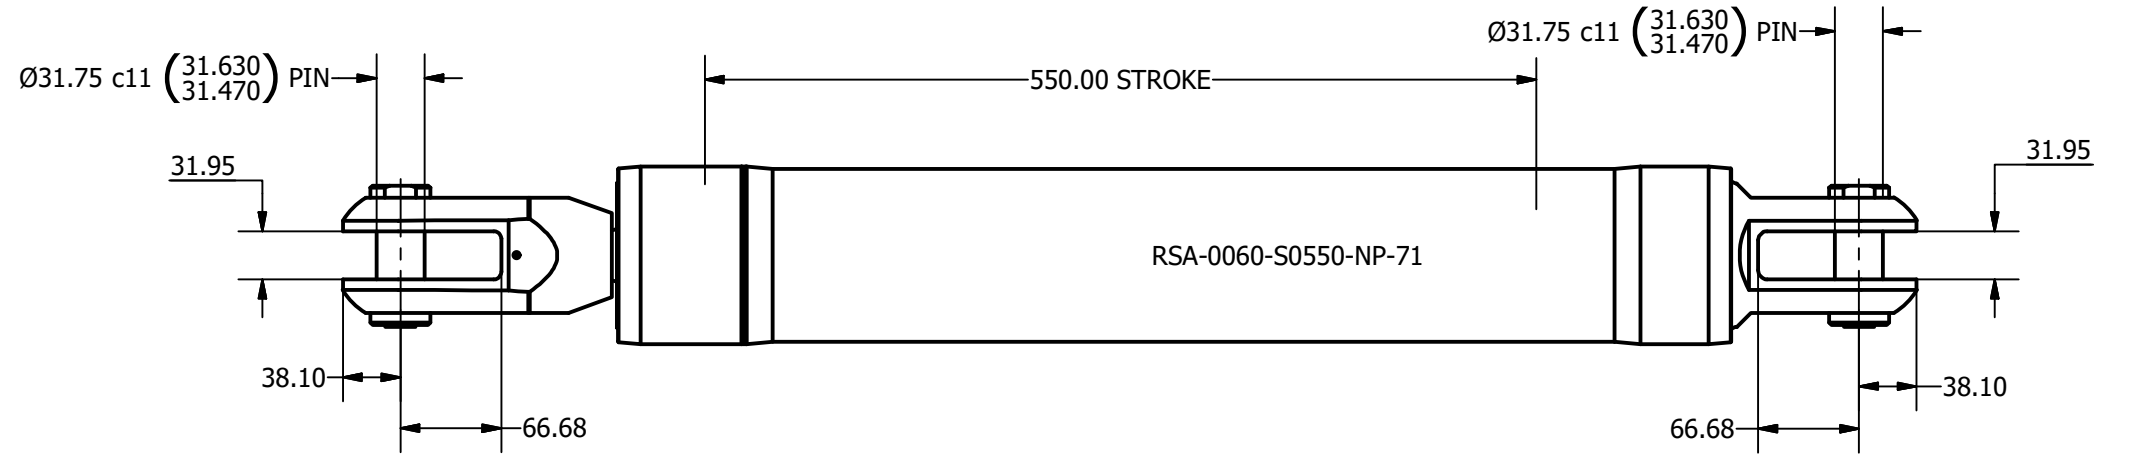 Ø31.75 c11 (31.630 31.470) PIN
Ø31.75 c11 (31.630 31.470) PIN
550.00 STROKE
31.95
31.95
RSA-0060-S0550-NP-71
38.10
38.10
66.68
66.68